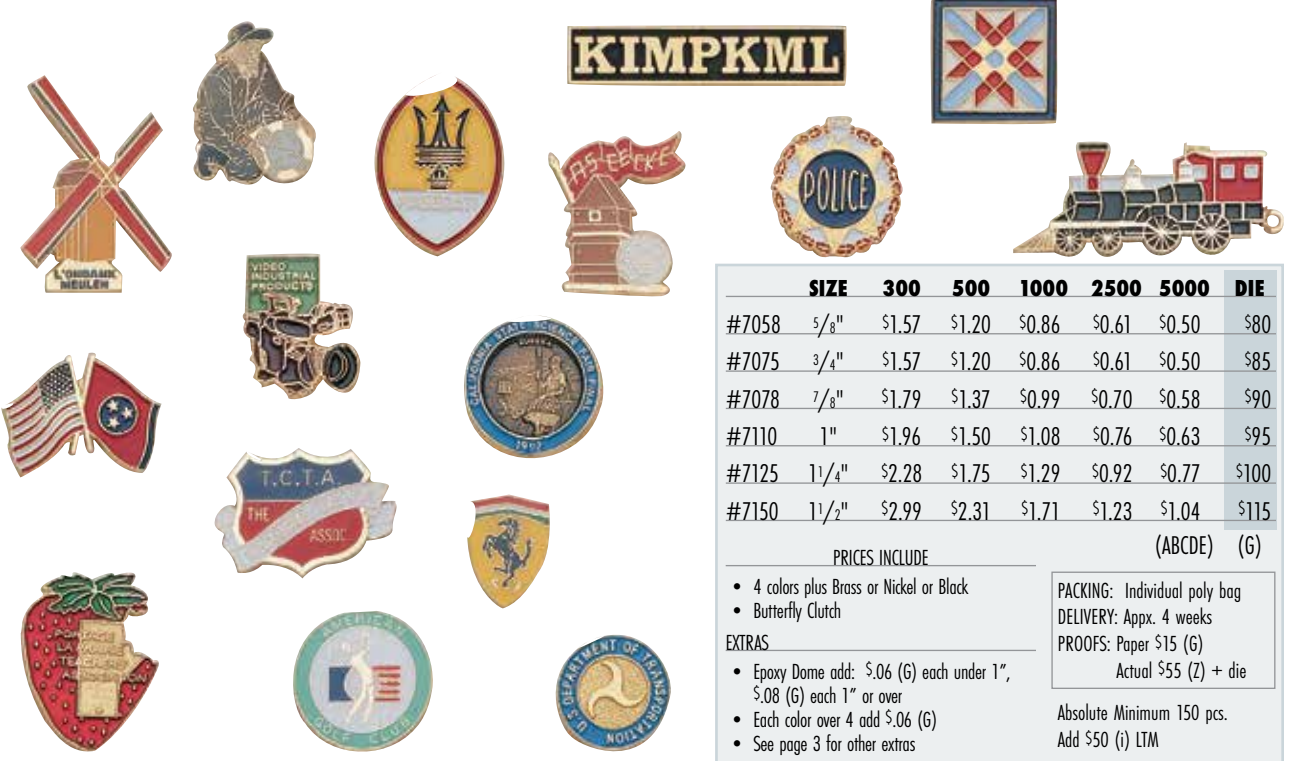 KIMPKML
POLICE
VIDEO
INDUSTRIAL
PRODUCTS
CALIFORNIA STATE SCIENCE FAIR FINAL
T.C.T.A.
THE
ASSOC
TEACHERS
AMERICAN
GOLF CLUB
U.S. DEPARTMENT OF TRANSPORTATION
SIZE 300 500 1000 2500 5000 DIE
#7058 5/8" $1.57 $1.20 $0.86 $0.61 $0.50 $80
#7075 3/4" $1.57 $1.20 $0.86 $0.61 $0.50 $85
#7078 7/8" $1.79 $1.37 $0.99 $0.70 $0.58 $90
#7110 1" $1.96 $1.50 $1.08 $0.76 $0.63 $95
#7125 1 1/4" $2.28 $1.75 $1.29 $0.92 $0.77 $100
#7150 1 1/2" $2.99 $2.31 $1.71 $1.23 $1.04 $115
(ABCDE) (G)
PRICES INCLUDE
• 4 colors plus Brass or Nickel or Black
• Butterfly Clutch
EXTRAS
• Epoxy Dome add: $.06 (G) each under 1",
$.08 (G) each 1" or over
• Each color over 4 add $.06 (G)
• See page 3 for other extras
PACKING: Individual poly bag
DELIVERY: Appx. 4 weeks
PROOFS: Paper $15 (G)
Actual $55 (Z) + die
Absolute Minimum 150 pcs.
Add $50 (i) LTM